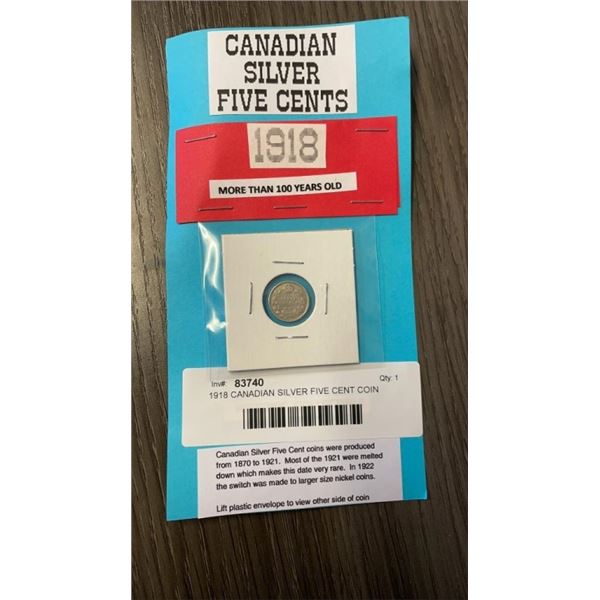 CANADIAN
SILVER
FIVE CENTS
1918
MORE THAN 100 YEARS OLD
Inv# 83740 Qty: 1
1918 CANADIAN SILVER FIVE CENT COIN
Canadian Silver Five Cent coins were produced
from 1870 to 1921. Most of the 1921 were melted
down which makes this date very rare. In 1922
the switch was made to larger size nickel coins.
Lift plastic envelope to view other side of coin